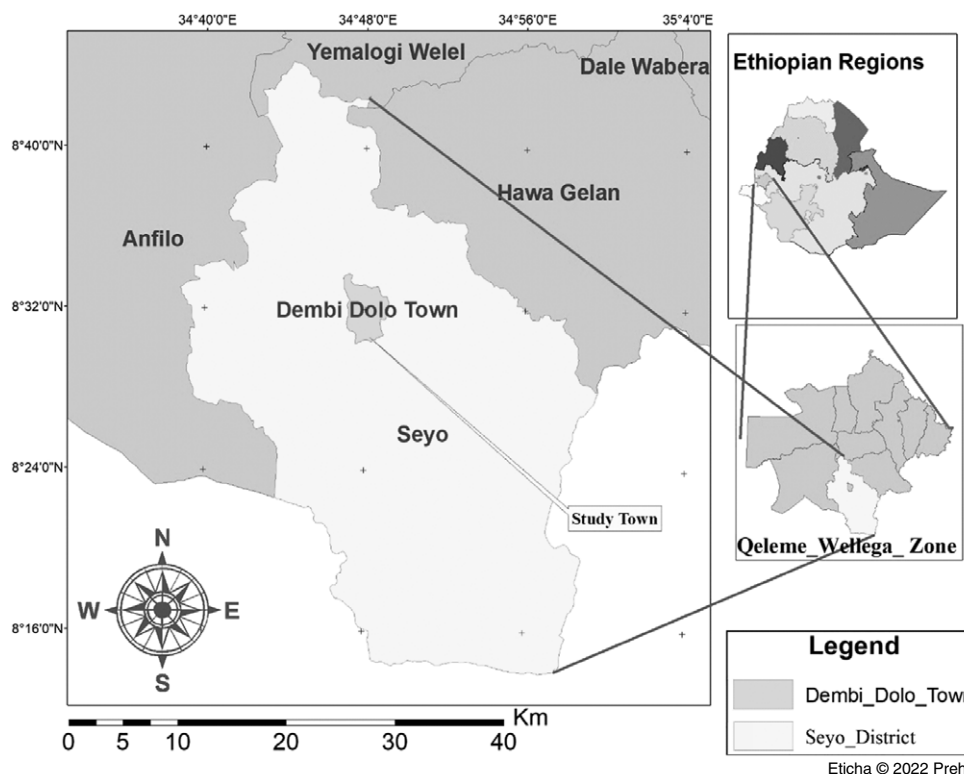 34°40'0"E 34°48'0"E 34°56'0"E 35°4'0"E
Yemalogi Welel
Dale Wabera
8°40'0"N
Hawa Gelan
Anfilo
8°32'0"N
Dembi Dolo Town
Seyo
8°24'0"N
Study Town
8°16'0"N
N
W E
S
Km
0 5 10 20 30 40
Ethiopian Regions
Qeleme_Wellega_ Zone
Legend
Dembi_Dolo_Town
Seyo_District
Eticha © 2022 Preh